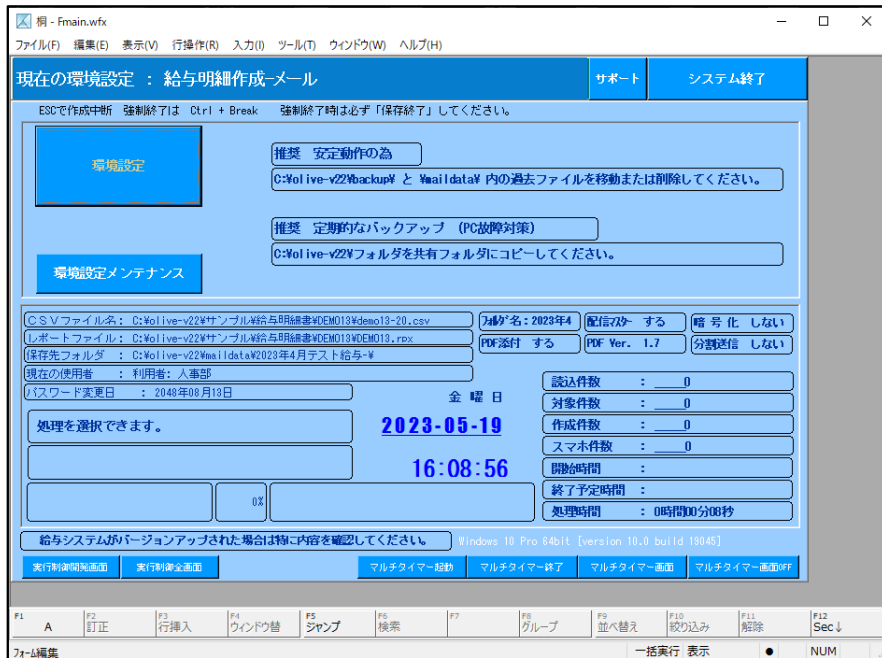 桐 - Fmain.wfx
ファイル(F) 編集(E) 表示(V) 行操作(R) 入力(I) ツール(T) ウィンドウ(W) ヘルプ(H)
現在の環境設定 : 給与明細作成-メール サポート システム終了
ESCで作成中断 強制終了は Ctrl + Break 強制終了時は必ず「保存終了」してください。
環境設定
推奨 安定動作の為
C:¥olive-v22¥backup¥ と ¥maildata¥ 内の過去ファイルを移動または削除してください。
推奨 定期的なバックアップ (PC故障対策)
C:¥olive-v22¥フォルダを共有フォルダにコピーしてください。
環境設定メンテナンス
CSVファイル名: C:¥olive-v22¥サンプル¥給与明細書¥DEMO13¥demo13-20.csv ﾌｫﾙﾀﾞ名:2023年4 配信ﾏｽﾀｰ する 暗号化 しない
レポートファイル: C:¥olive-v22¥サンプル¥給与明細書¥DEMO13¥DEMO13.rpx PDF添付 する PDF Ver. 1.7 分割送信 しない
保存先フォルダ : C:¥olive-v22¥maildata¥2023年4月テスト給与-¥
現在の使用者 : 利用者: 人事部
パスワード変更日 : 2048年08月13日
処理を選択できます。
金 曜 日
2023-05-19
16:08:56
0%
読込件数 : 0
対象件数 : 0
作成件数 : 0
スマホ件数 : 0
開始時間 :
終了予定時間 :
処理時間 : 0時間00分08秒
給与システムがバージョンアップされた場合は特に内容を確認してください。 Windows 10 Pro 64bit [version 10.0 build 19045]
実行制御開発画面 実行制御全画面 マルチタイマー起動 マルチタイマー終了 マルチタイマー画面 マルチタイマー画面OFF
F1 A F2 訂正 F3 行挿入 F4 ウィンドウ替 F5 ジャンプ F6 検索 F7 F8 グループ F9 並べ替え F10 絞り込み F11 解除 F12 Sec↓
フォーム編集 一括実行 表示 ● NUM